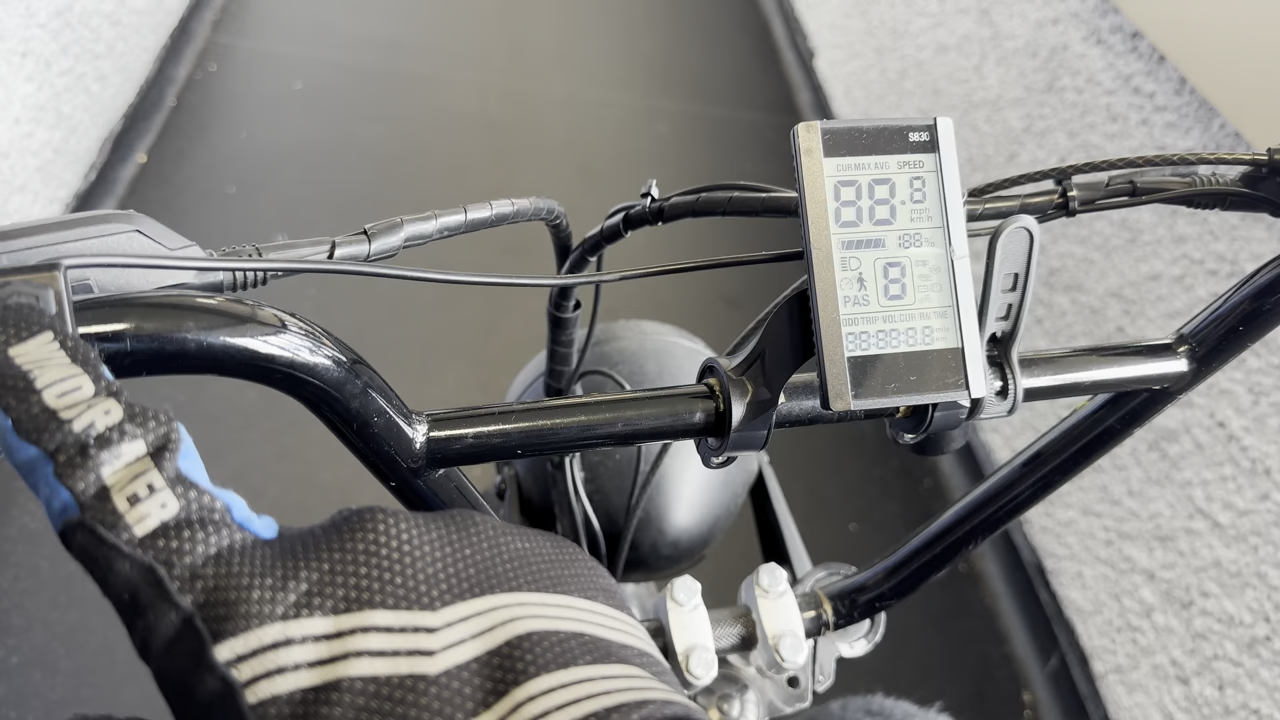 S830
CUR MAX AVG SPEED
88.8
mph
km/h
188%
8
PAS
ODO TRIP VOL CUR RM TIME
88:88:8.8
WORKER